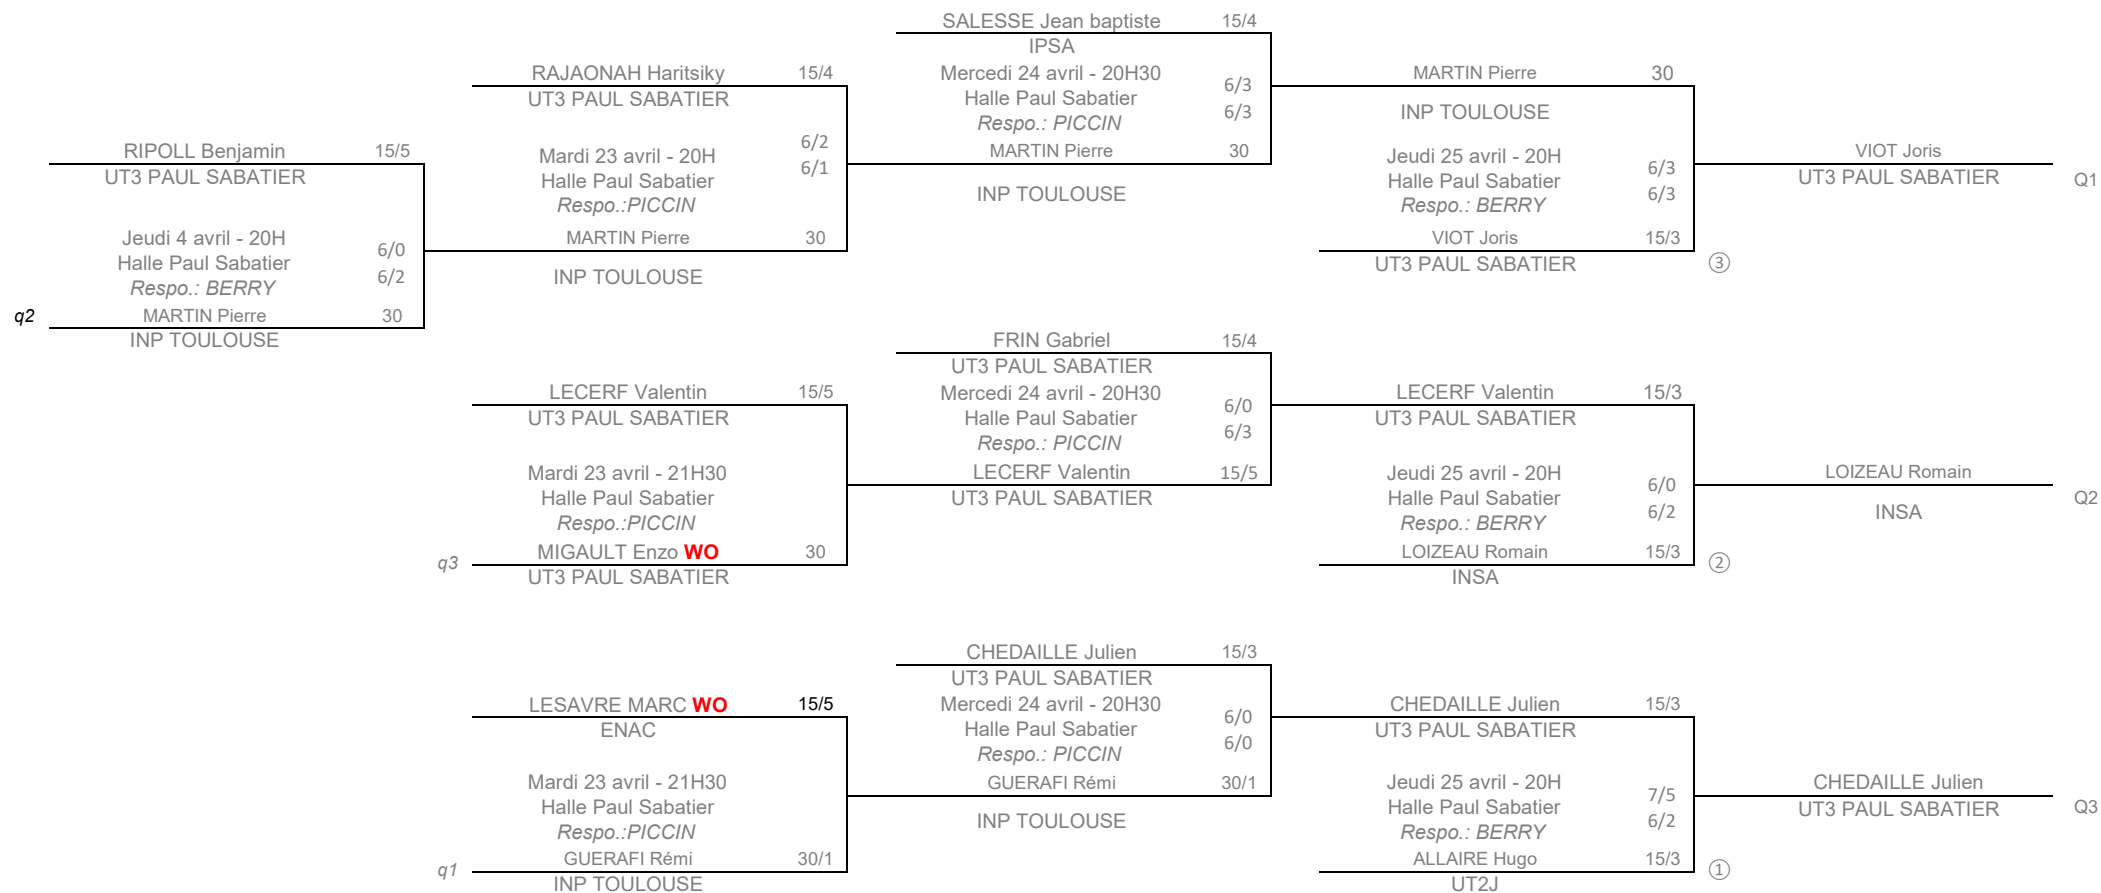 SALESSE Jean baptiste 15/4
IPSA
Mercedi 24 avril - 20H30
Halle Paul Sabatier
Respo.: PICCIN
6/3
6/3
MARTIN Pierre 30
INP TOULOUSE
RAJAONAH Haritsiky 15/4
UT3 PAUL SABATIER
Mardi 23 avril - 20H
Halle Paul Sabatier
Respo.:PICCIN
6/2
6/1
MARTIN Pierre 30
INP TOULOUSE
RIPOLL Benjamin 15/5
UT3 PAUL SABATIER
Jeudi 4 avril - 20H
Halle Paul Sabatier
Respo.: BERRY
6/0
6/2
q2 MARTIN Pierre 30
INP TOULOUSE
MARTIN Pierre 30
INP TOULOUSE
Jeudi 25 avril - 20H
Halle Paul Sabatier
Respo.: BERRY
6/3
6/3
VIOT Joris 15/3
UT3 PAUL SABATIER ③
VIOT Joris
UT3 PAUL SABATIER Q1
FRIN Gabriel 15/4
UT3 PAUL SABATIER
Mercedi 24 avril - 20H30
Halle Paul Sabatier
Respo.: PICCIN
6/0
6/3
LECERF Valentin 15/5
UT3 PAUL SABATIER
LECERF Valentin 15/5
UT3 PAUL SABATIER
Mardi 23 avril - 21H30
Halle Paul Sabatier
Respo.:PICCIN
q3 MIGAULT Enzo WO 30
UT3 PAUL SABATIER
LECERF Valentin 15/3
UT3 PAUL SABATIER
Jeudi 25 avril - 20H
Halle Paul Sabatier
Respo.: BERRY
6/0
6/2
LOIZEAU Romain 15/3
INSA ②
LOIZEAU Romain
INSA Q2
CHEDAILLE Julien 15/3
UT3 PAUL SABATIER
Mercedi 24 avril - 20H30
Halle Paul Sabatier
Respo.: PICCIN
6/0
6/0
GUERAFI Rémi 30/1
INP TOULOUSE
LESAVRE MARC WO 15/5
ENAC
Mardi 23 avril - 21H30
Halle Paul Sabatier
Respo.:PICCIN
q1 GUERAFI Rémi 30/1
INP TOULOUSE
CHEDAILLE Julien 15/3
UT3 PAUL SABATIER
Jeudi 25 avril - 20H
Halle Paul Sabatier
Respo.: BERRY
7/5
6/2
ALLAIRE Hugo 15/3
UT2J ①
CHEDAILLE Julien
UT3 PAUL SABATIER Q3